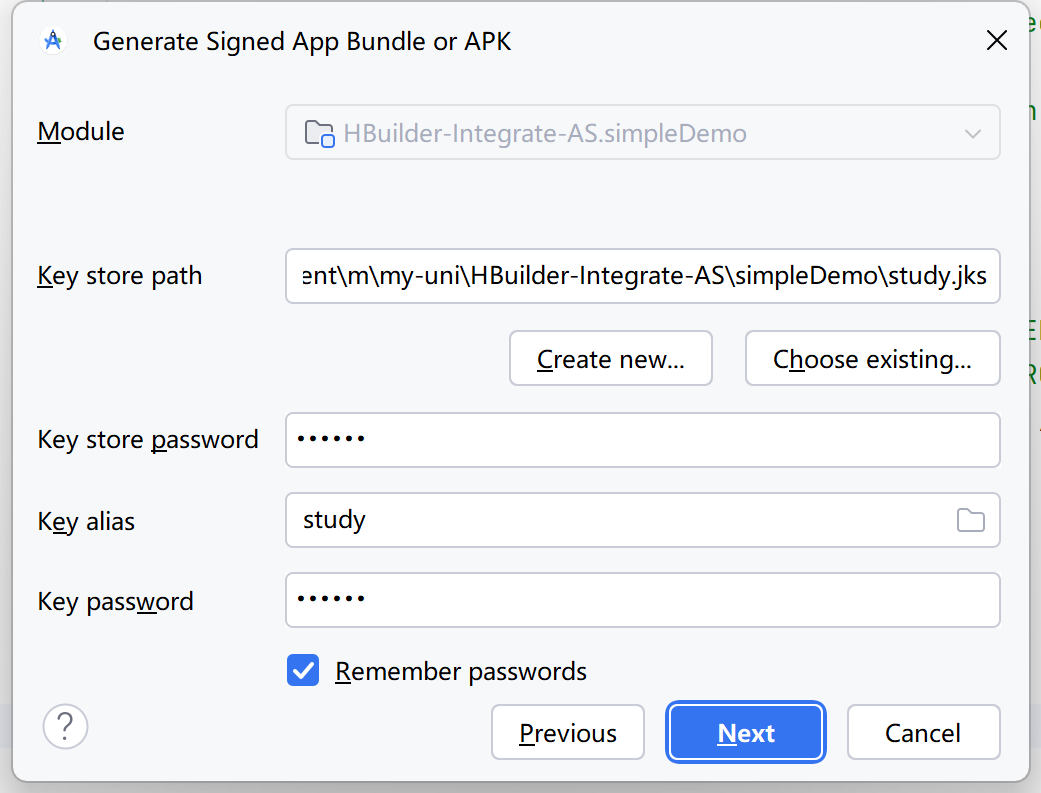 Generate Signed App Bundle or APK
Module
HBuilder-Integrate-AS.simpleDemo
Key store path
ent\m\my-uni\HBuilder-Integrate-AS\simpleDemo\study.jks
Create new...
Choose existing...
Key store password
••••••
Key alias
study
Key password
••••••
Remember passwords
?
Previous
Next
Cancel